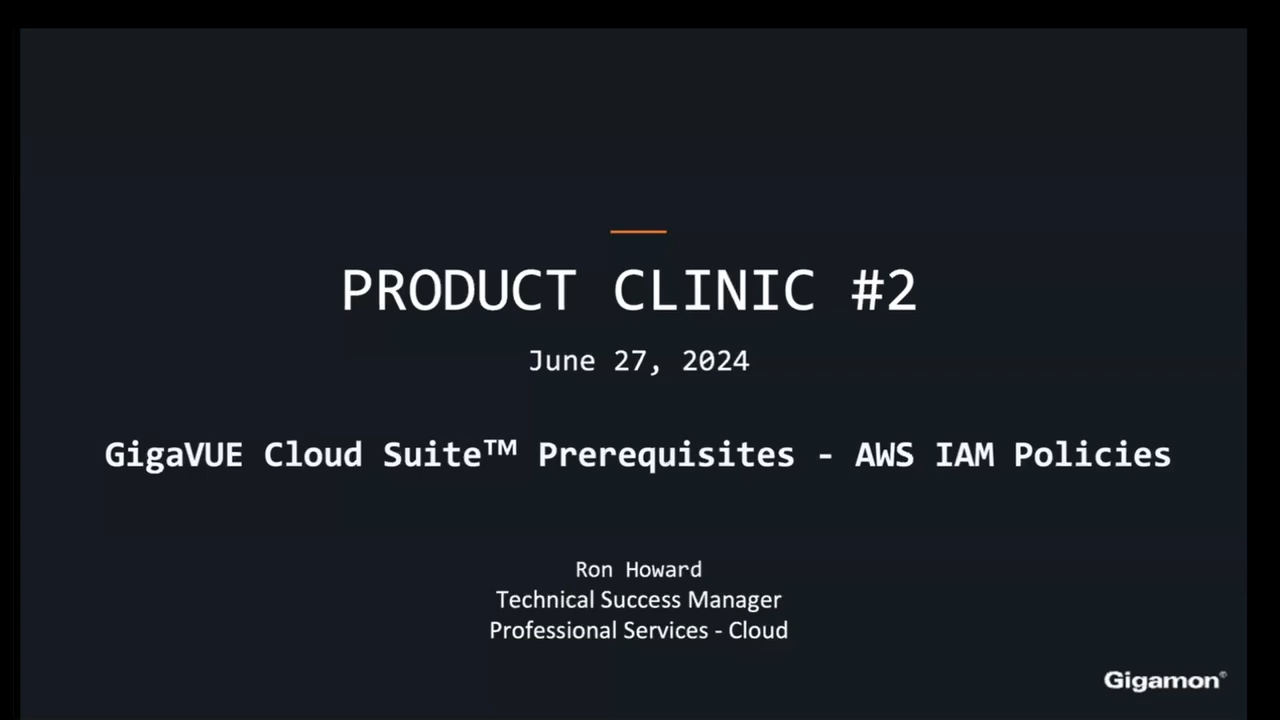 PRODUCT CLINIC #2
June 27, 2024
GigaVUE Cloud Suite™ Prerequisites - AWS IAM Policies
Ron Howard
Technical Success Manager
Professional Services - Cloud
Gigamon®